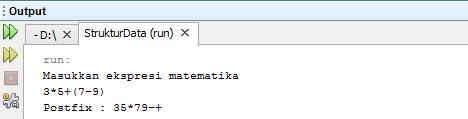 Output
- D:\ × StrukturData (run) ×
run:
Masukkan ekspresi matematika
3*5+(7-9)
Postfix : 35*79-+